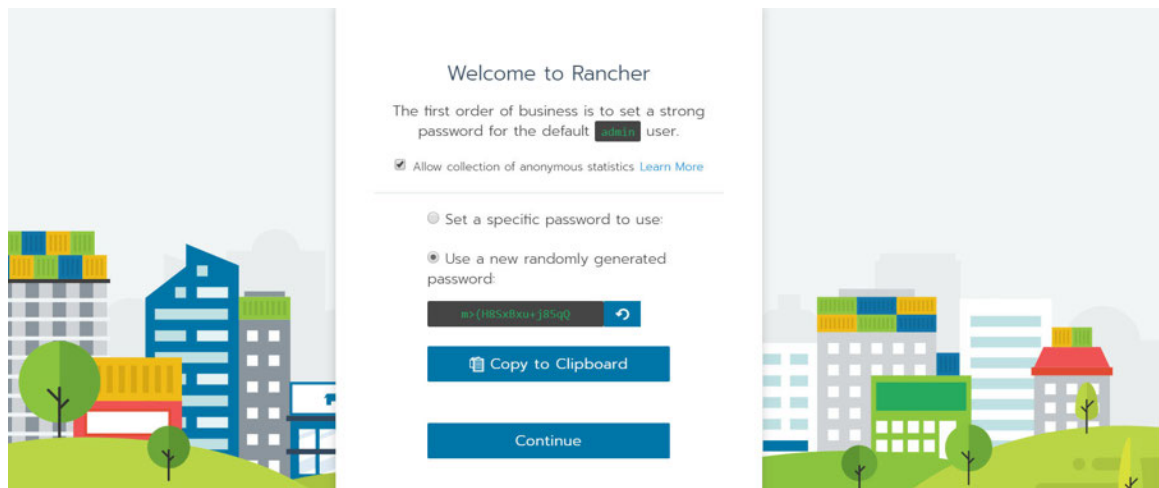 Welcome to Rancher
The first order of business is to set a strong
password for the default admin user.
Allow collection of anonymous statistics Learn More
Set a specific password to use:
Use a new randomly generated
password:
m>{H8SxBxu+j8SqQ
Copy to Clipboard
Continue